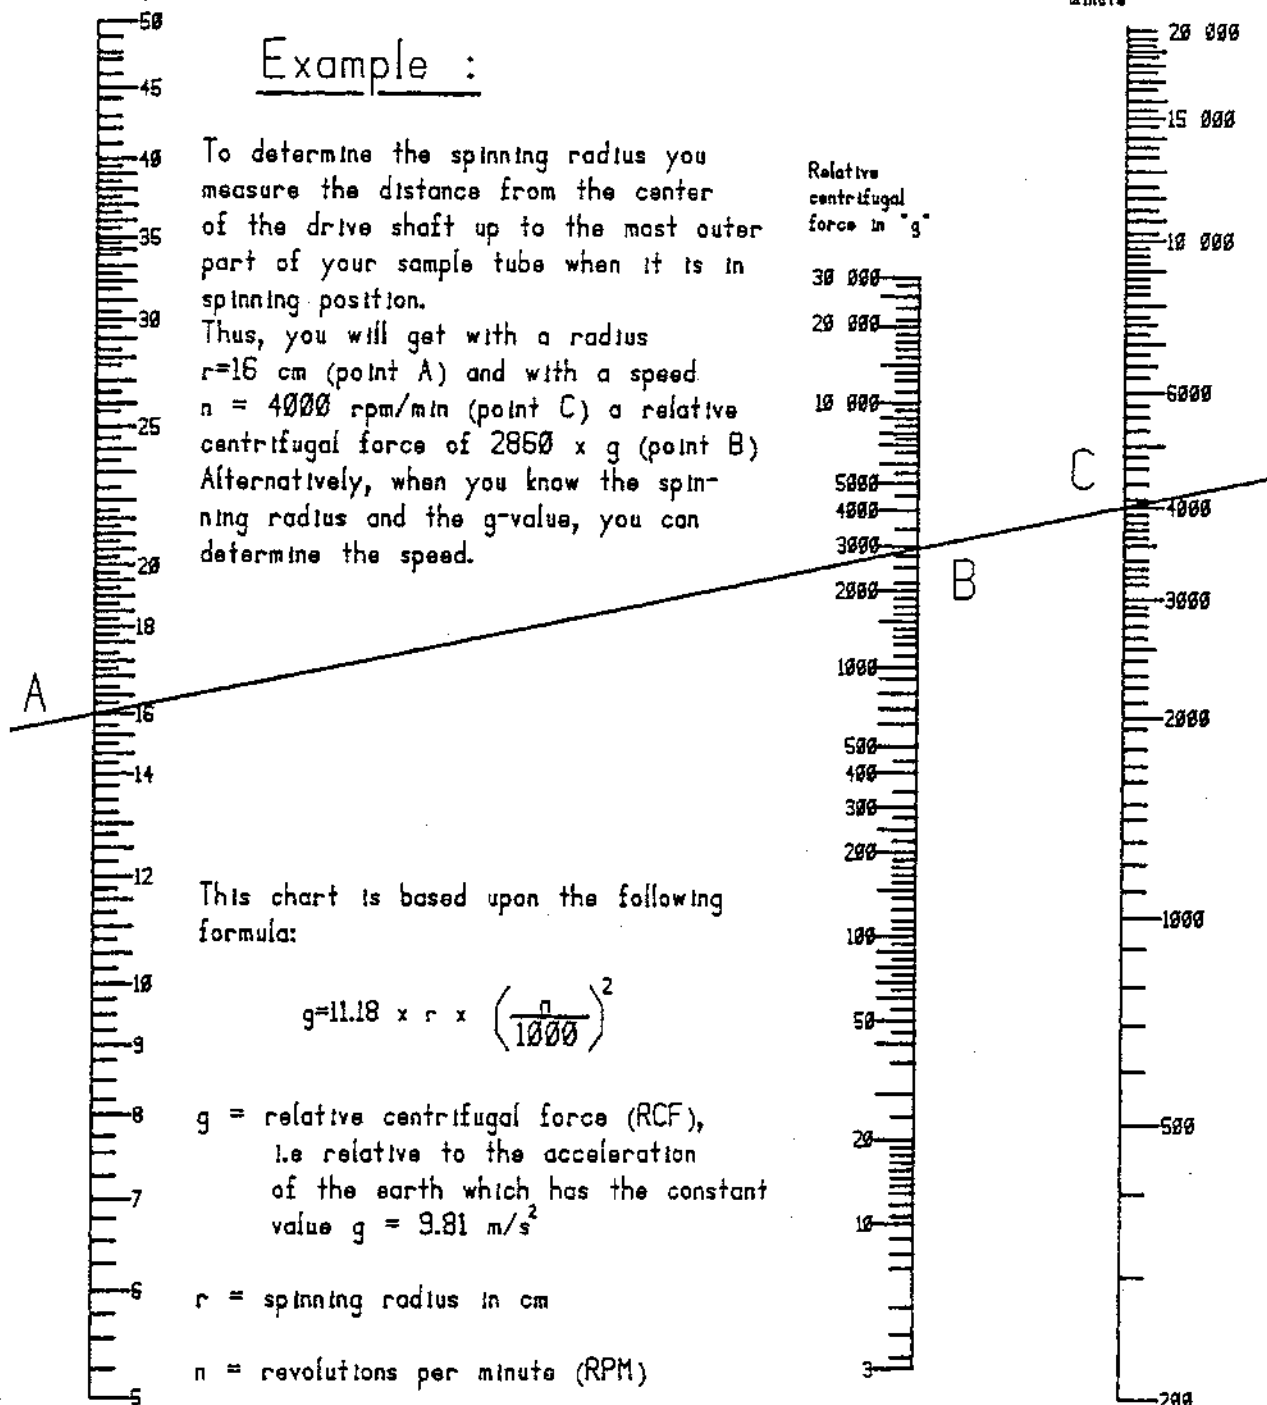 minute
50
45
40
35
30
25
20
18
16
14
12
10
9
8
7
6
5
A
Example :
To determine the spinning radius you
measure the distance from the center
of the drive shaft up to the most outer
part of your sample tube when it is in
spinning position.
Thus, you will get with a radius
r=16 cm (point A) and with a speed
n = 4000 rpm/min (point C) a relative
centrifugal force of 2860 x g (point B)
Alternatively, when you know the spin-
ning radius and the g-value, you can
determine the speed.
This chart is based upon the following
formula:
g=11.18 x r x (n/1000)²
g = relative centrifugal force (RCF),
i.e relative to the acceleration
of the earth which has the constant
value g = 9.81 m/s²
r = spinning radius in cm
n = revolutions per minute (RPM)
Relative
centrifugal
force in "g"
30 000
20 000
10 000
5000
4000
3000
2000
1000
500
400
300
200
100
50
20
10
3
B
C
20 000
15 000
10 000
6000
4000
3000
2000
1000
500
200